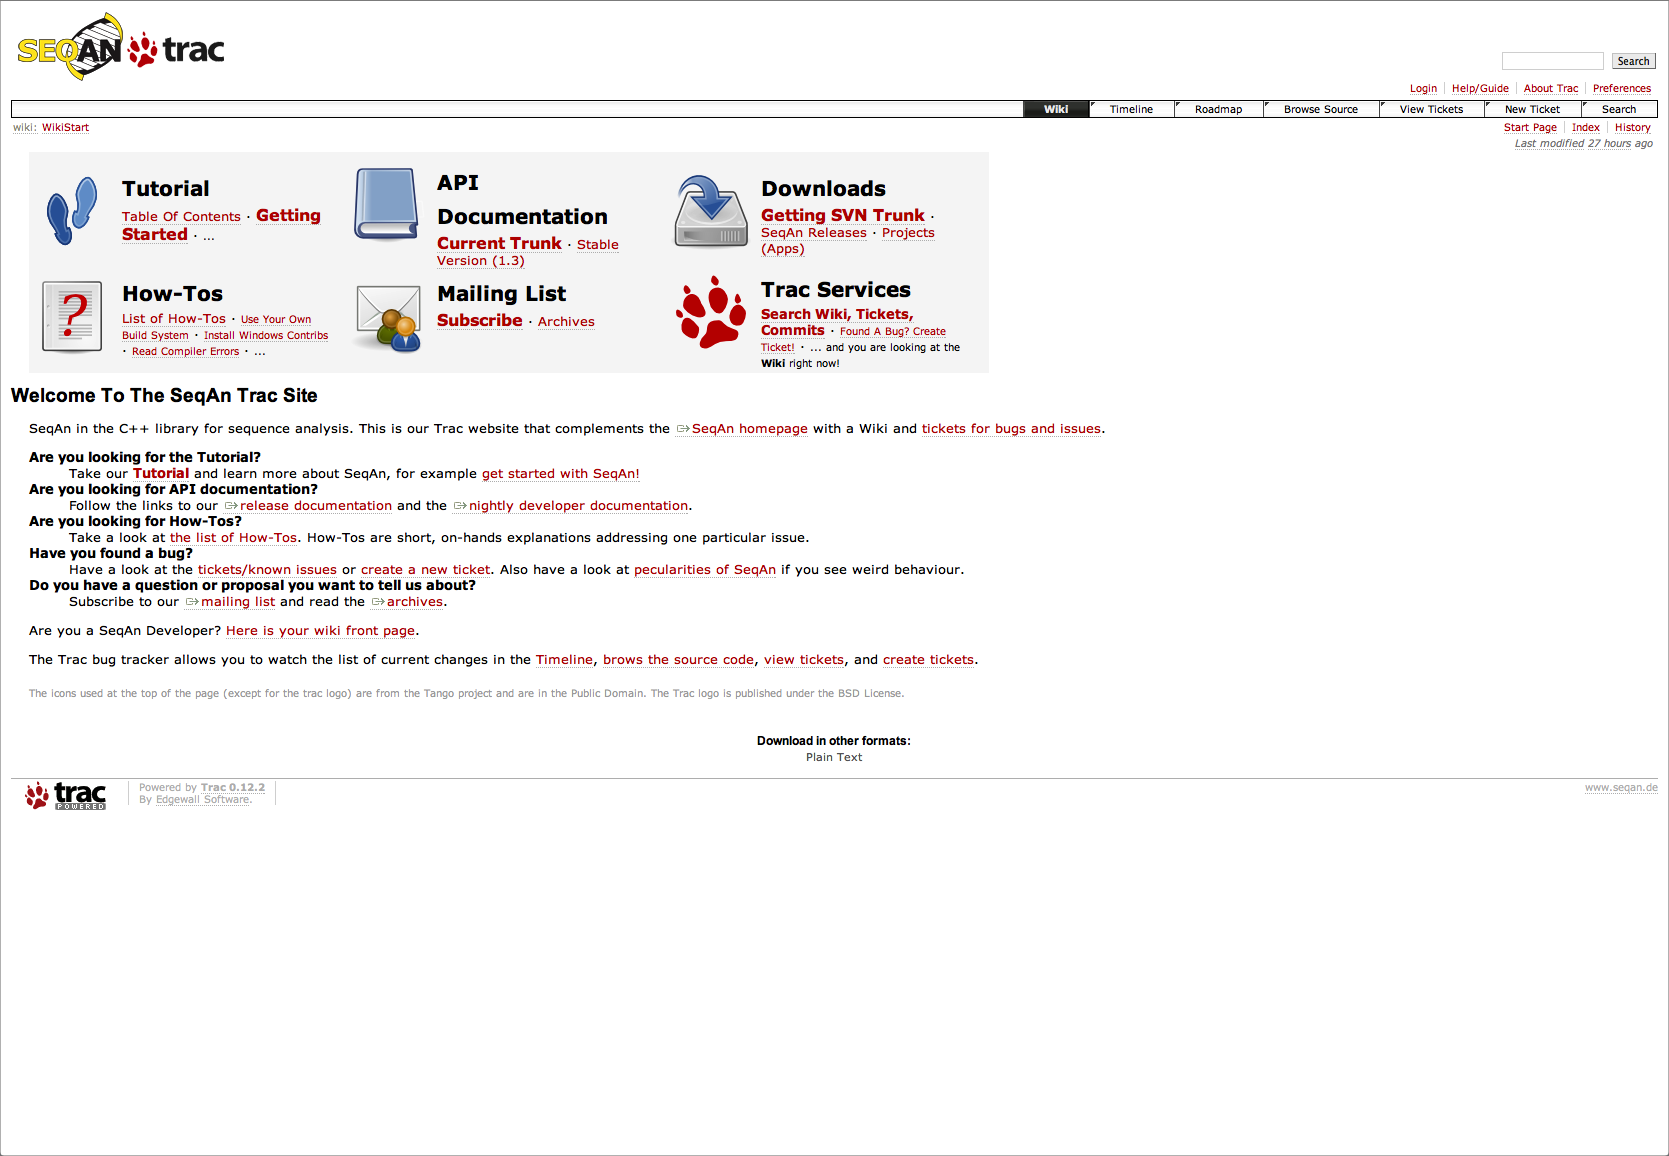 SEQAN trac
Search
Login Help/Guide About Trac Preferences
Wiki Timeline Roadmap Browse Source View Tickets New Ticket Search
wiki: WikiStart
Start Page Index History
Last modified 27 hours ago
Tutorial
Table Of Contents · Getting
Started · ...
API
Documentation
Current Trunk · Stable
Version (1.3)
Downloads
Getting SVN Trunk ·
SeqAn Releases · Projects
(Apps)
?
How-Tos
List of How-Tos · Use Your Own
Build System · Install Windows Contribs
· Read Compiler Errors · ...
Mailing List
Subscribe · Archives
Trac Services
Search Wiki, Tickets,
Commits · Found A Bug? Create
Ticket! · ... and you are looking at the
Wiki right now!
Welcome To The SeqAn Trac Site
SeqAn in the C++ library for sequence analysis. This is our Trac website that complements the SeqAn homepage with a Wiki and tickets for bugs and issues.
Are you looking for the Tutorial?
Take our Tutorial and learn more about SeqAn, for example get started with SeqAn!
Are you looking for API documentation?
Follow the links to our release documentation and the nightly developer documentation.
Are you looking for How-Tos?
Take a look at the list of How-Tos. How-Tos are short, on-hands explanations addressing one particular issue.
Have you found a bug?
Have a look at the tickets/known issues or create a new ticket. Also have a look at pecularities of SeqAn if you see weird behaviour.
Do you have a question or proposal you want to tell us about?
Subscribe to our mailing list and read the archives.
Are you a SeqAn Developer? Here is your wiki front page.
The Trac bug tracker allows you to watch the list of current changes in the Timeline, brows the source code, view tickets, and create tickets.
The icons used at the top of the page (except for the trac logo) are from the Tango project and are in the Public Domain. The Trac logo is published under the BSD License.
Download in other formats:
Plain Text
trac
POWERED
Powered by Trac 0.12.2
By Edgewall Software.
www.seqan.de